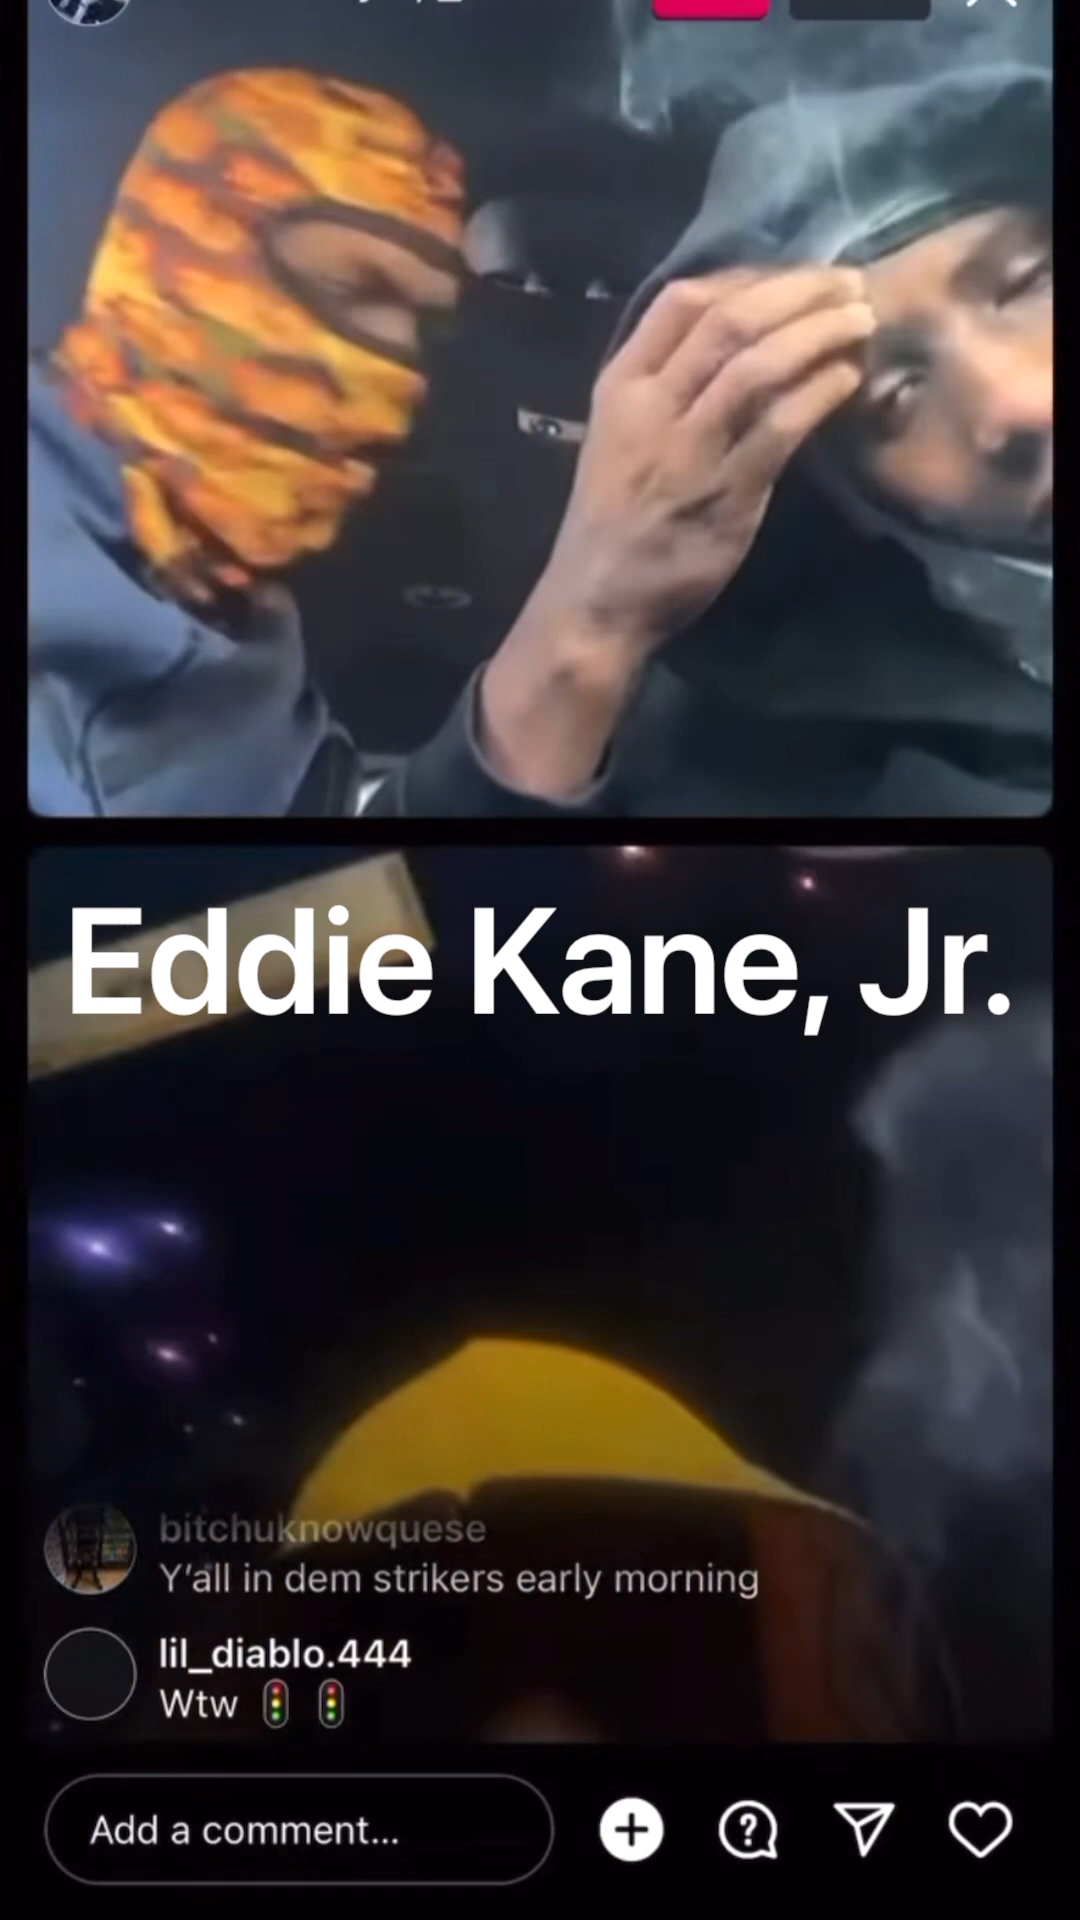 Eddie Kane, Jr.
bitchuknowquese
Y'all in dem strikers early morning
lil_diablo.444
Wtw 🚦 🚦
Add a comment...